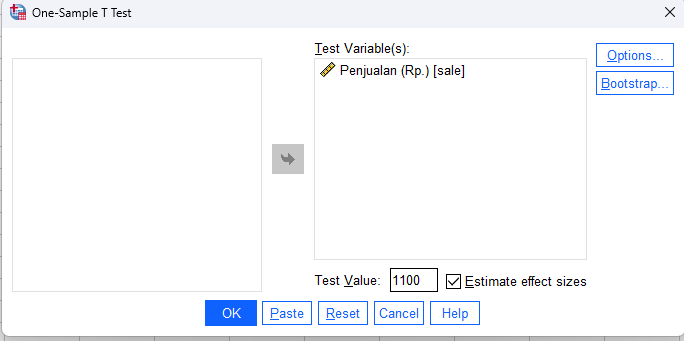 One-Sample T Test
Test Variable(s):
Penjualan (Rp.) [sale]
Options...
Bootstrap...
Test Value: 1100 Estimate effect sizes
OK Paste Reset Cancel Help